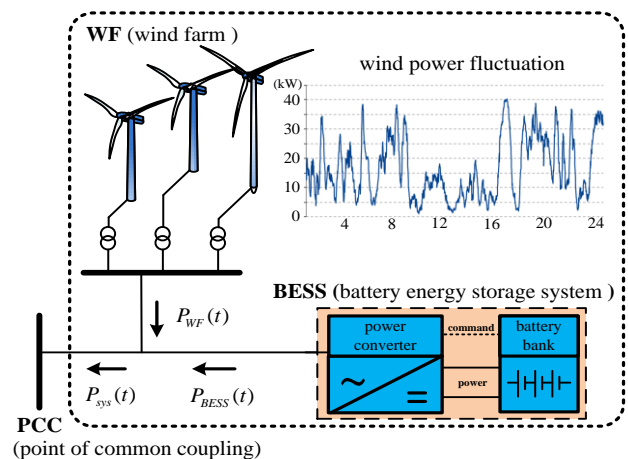 WF (wind farm )
wind power fluctuation
(kW)
40
30
20
10
0
4
8
12
16
20
24
BESS (battery energy storage system )
P_WF(t)
power
converter
command
battery
bank
power
~
=
P_sys(t)
P_BESS(t)
PCC
(point of common coupling)